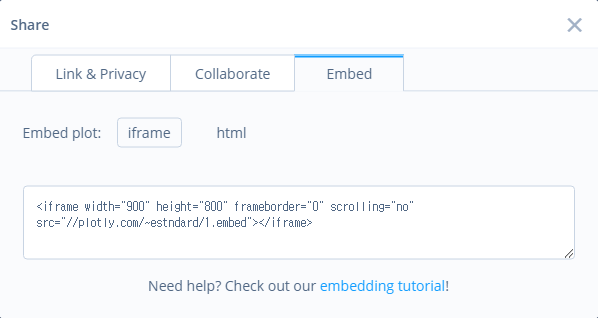 Share
Link & Privacy
Collaborate
Embed
Embed plot:
iframe
html
<iframe width="900" height="800" frameborder="0" scrolling="no"
src="//plotly.com/~estndard/1.embed"></iframe>
Need help? Check out our embedding tutorial!